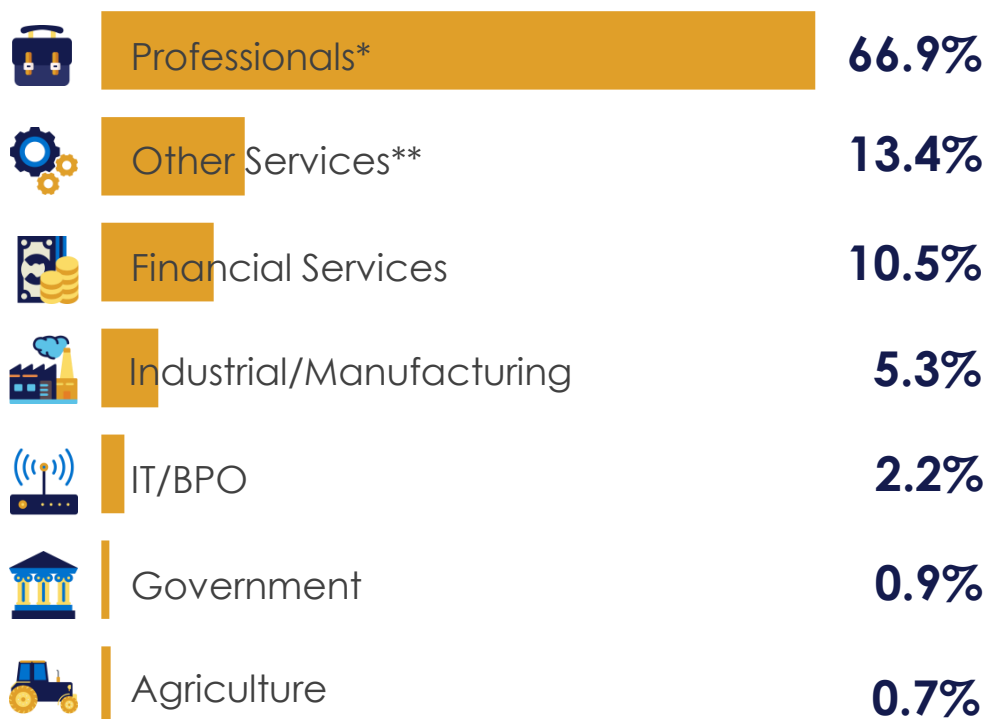 Professionals* 66.9%
Other Services** 13.4%
Financial Services 10.5%
Industrial/Manufacturing 5.3%
IT/BPO 2.2%
Government 0.9%
Agriculture 0.7%